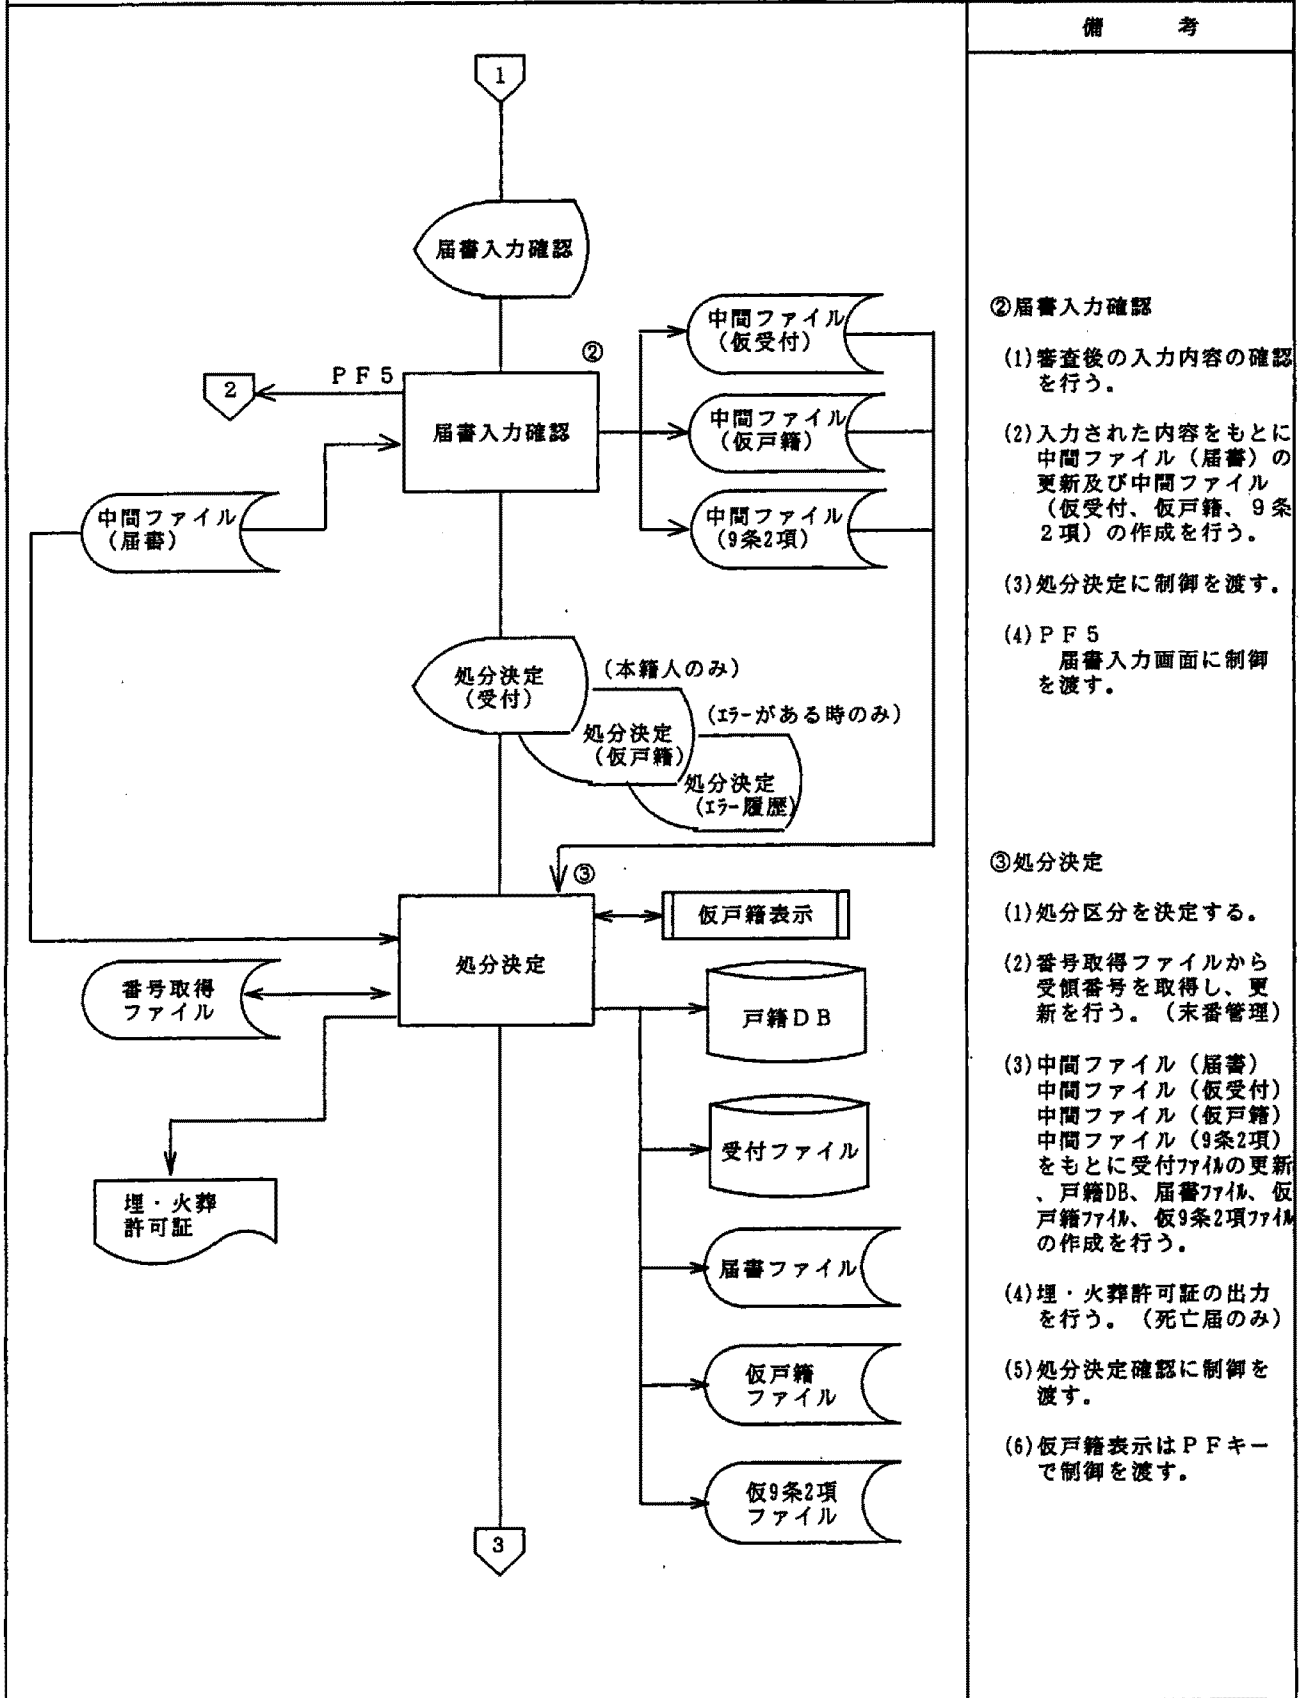 備　　考
1
届書入力確認
②
PF5
2
届書入力確認
中間ファイル
（仮受付）
中間ファイル
（仮戸籍）
中間ファイル
（9条2項）
中間ファイル
（届書）
処分決定
（受付）
（本籍人のみ）
処分決定
（仮戸籍）
（ｴﾗｰがある時のみ）
処分決定
（ｴﾗｰ履歴）
③
処分決定
仮戸籍表示
番号取得
ファイル
戸籍DB
受付ファイル
埋・火葬
許可証
届書ファイル
仮戸籍
ファイル
仮9条2項
ファイル
3
②届書入力確認
(1)審査後の入力内容の確認
を行う。
(2)入力された内容をもとに
中間ファイル（届書）の
更新及び中間ファイル
（仮受付、仮戸籍、９条
２項）の作成を行う。
(3)処分決定に制御を渡す。
(4)ＰＦ５
届書入力画面に制御
を渡す。
③処分決定
(1)処分区分を決定する。
(2)番号取得ファイルから
受領番号を取得し、更
新を行う。（末番管理）
(3)中間ファイル（届書）
中間ファイル（仮受付）
中間ファイル（仮戸籍）
中間ファイル（9条2項）
をもとに受付ﾌｧｲﾙの更新
、戸籍DB、届書ﾌｧｲﾙ、仮
戸籍ﾌｧｲﾙ、仮9条2項ﾌｧｲﾙ
の作成を行う。
(4)埋・火葬許可証の出力
を行う。（死亡届のみ）
(5)処分決定確認に制御を
渡す。
(6)仮戸籍表示はＰＦキー
で制御を渡す。